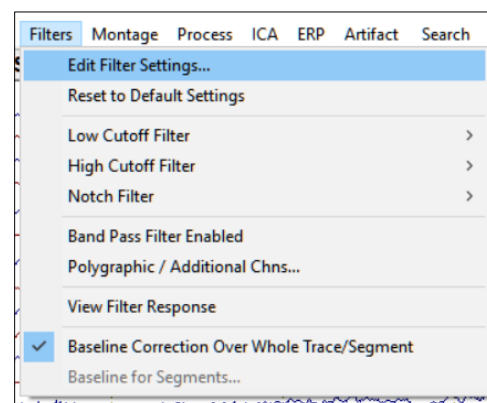 Filters Montage Process ICA ERP Artifact Search
Edit Filter Settings...
Reset to Default Settings
Low Cutoff Filter
High Cutoff Filter
Notch Filter
Band Pass Filter Enabled
Polygraphic / Additional Chns...
View Filter Response
Baseline Correction Over Whole Trace/Segment
Baseline for Segments...